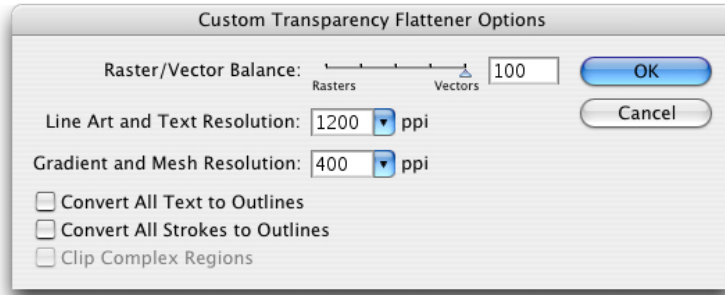 Custom Transparency Flattener Options
Raster/Vector Balance: 100 OK
Rasters Vectors
Line Art and Text Resolution: 1200 ppi Cancel
Gradient and Mesh Resolution: 400 ppi
Convert All Text to Outlines
Convert All Strokes to Outlines
Clip Complex Regions